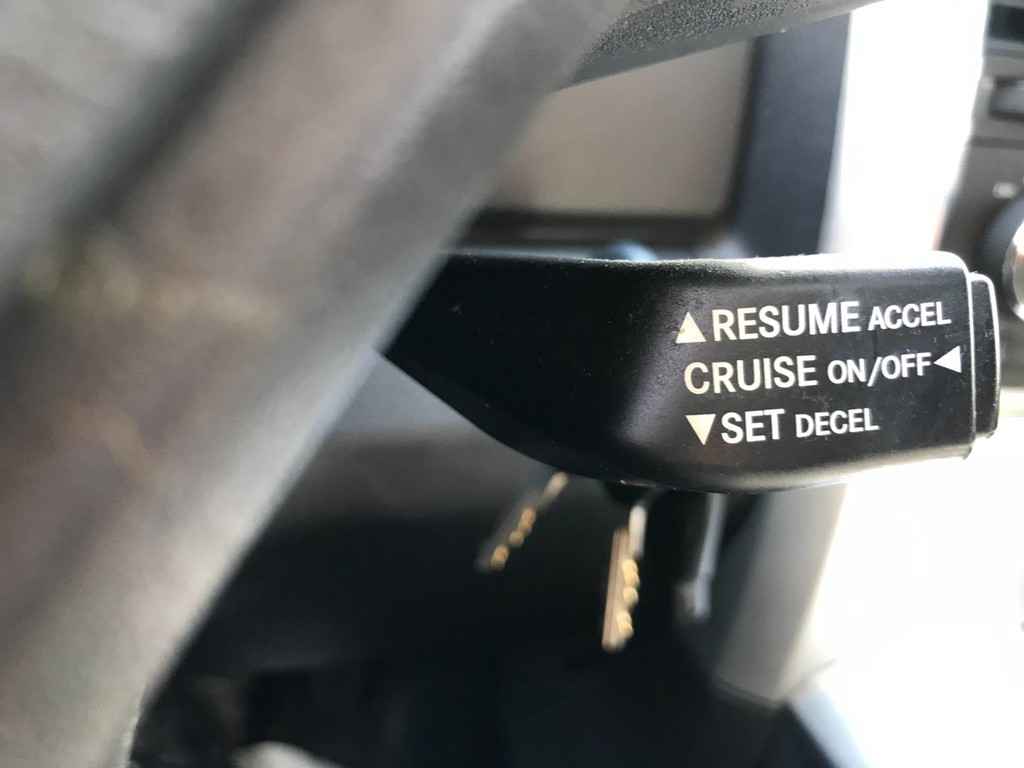 ▲RESUME ACCEL
CRUISE ON/OFF◀
▼SET DECEL